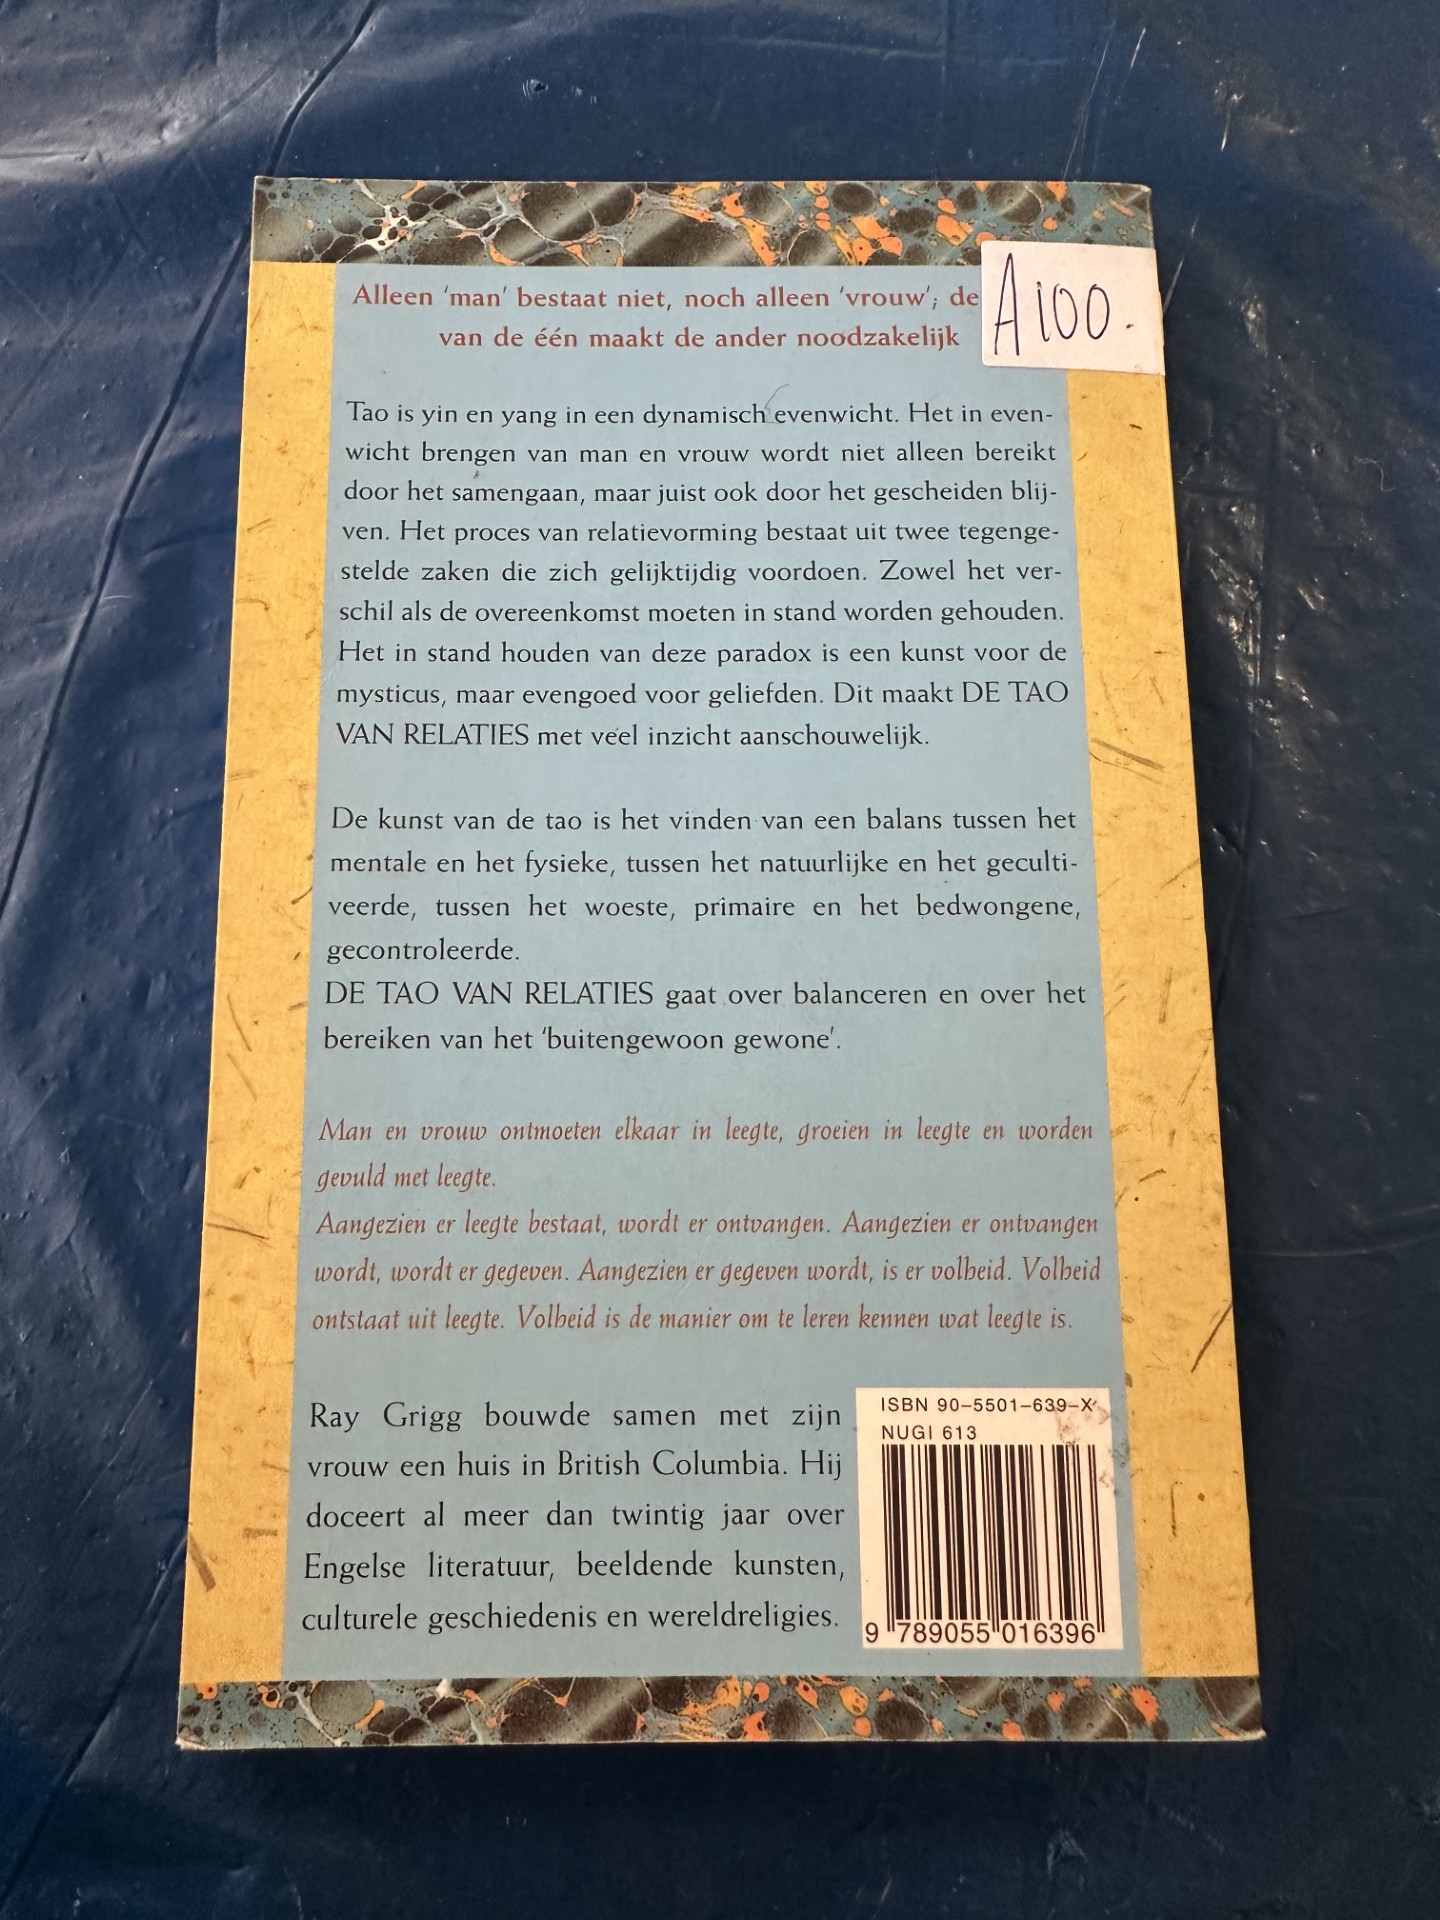 Alleen 'man' bestaat niet, noch alleen 'vrouw'; de
A100.
van de één maakt de ander noodzakelijk
Tao is yin en yang in een dynamisch evenwicht. Het in even-
wicht brengen van man en vrouw wordt niet alleen bereikt
door het samengaan, maar juist ook door het gescheiden blij-
ven. Het proces van relatievorming bestaat uit twee tegenge-
stelde zaken die zich gelijktijdig voordoen. Zowel het ver-
schil als de overeenkomst moeten in stand worden gehouden.
Het in stand houden van deze paradox is een kunst voor de
mysticus, maar evengoed voor geliefden. Dit maakt DE TAO
VAN RELATIES met veel inzicht aanschouwelijk.
De kunst van de tao is het vinden van een balans tussen het
mentale en het fysieke, tussen het natuurlijke en het geculti-
veerde, tussen het woeste, primaire en het bedwongene,
gecontroleerde.
DE TAO VAN RELATIES gaat over balanceren en over het
bereiken van het 'buitengewoon gewone'.
Man en vrouw ontmoeten elkaar in leegte, groeien in leegte en worden
gevuld met leegte.
Aangezien er leegte bestaat, wordt er ontvangen. Aangezien er ontvangen
wordt, wordt er gegeven. Aangezien er gegeven wordt, is er volheid. Volheid
ontstaat uit leegte. Volheid is de manier om te leren kennen wat leegte is.
Ray Grigg bouwde samen met zijn
vrouw een huis in British Columbia. Hij
doceert al meer dan twintig jaar over
Engelse literatuur, beeldende kunsten,
culturele geschiedenis en wereldreligies.
ISBN 90-5501-639-X
NUGI 613
9 789055 016396